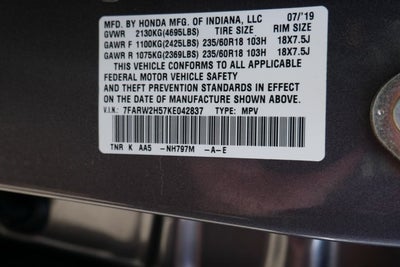 MFD. BY HONDA MFG. OF INDIANA, LLC 07/'19
GVWR 2130KG(4695LBS) TIRE SIZE RIM SIZE
GAWR F 1100KG(2425LBS) 235/60R18 103H 18X7.5J
GAWR R 1075KG(2369LBS) 235/60R18 103H 18X7.5J
THIS VEHICLE CONFORMS TO ALL APPLICABLE
FEDERAL MOTOR VEHICLE SAFETY
AND THEFT PREVENTION STANDARDS IN EFFECT
ON THE DATE OF MANUFACTURE SHOWN ABOVE.
V.I.N.: 7FARW2H57KE042837 TYPE: MPV
TNR K AA5 -NH797M -A-E